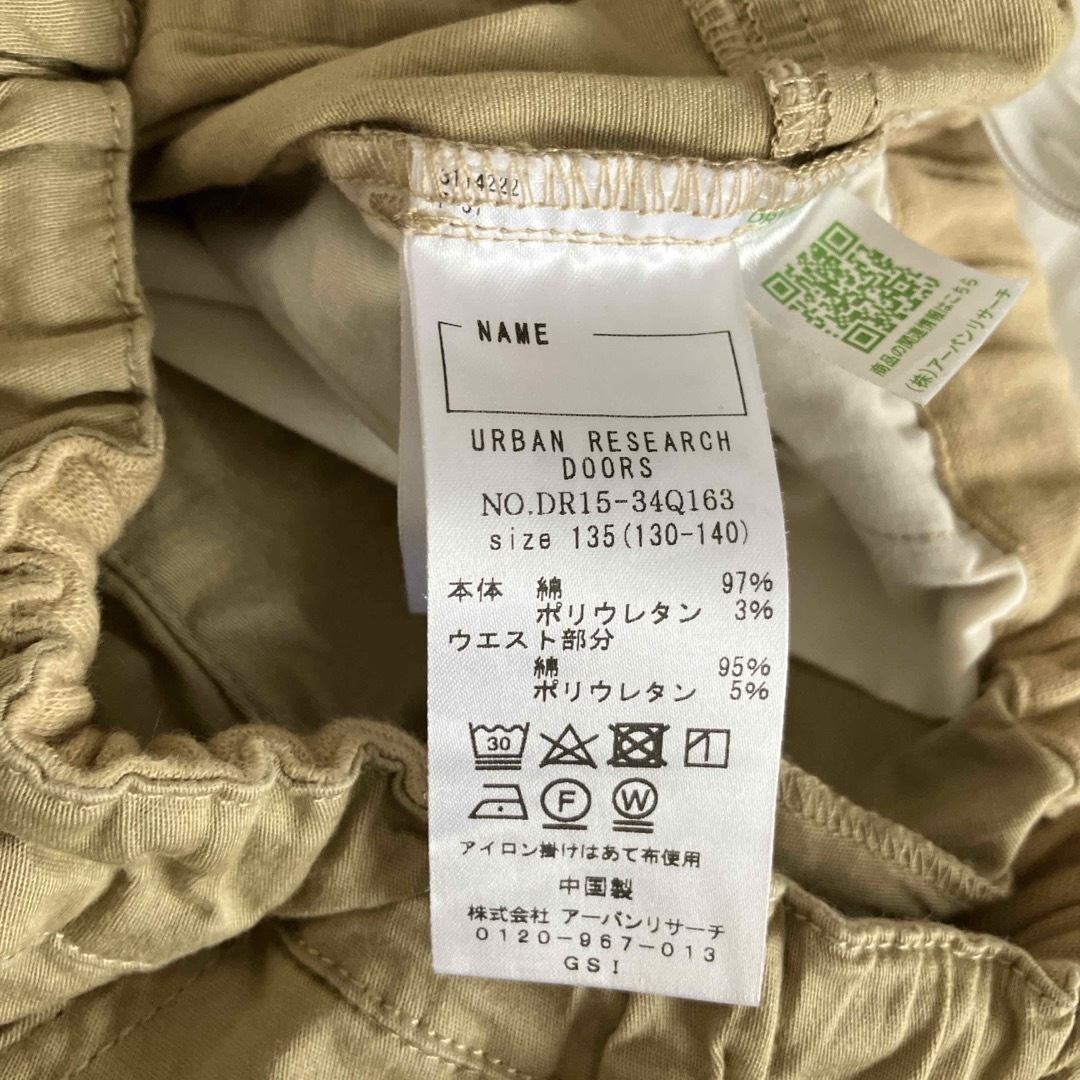 NAME
URBAN RESEARCH
DOORS
NO.DR15-34Q163
size 135(130-140)
本体 綿 97%
ポリウレタン 3%
ウエスト部分
綿 95%
ポリウレタン 5%
30
F W
アイロン掛けはあて布使用
中国製
株式会社 アーバンリサーチ
0120-967-013
GSI
商品の関連情報はこちら
(株)アーバンリサーチ